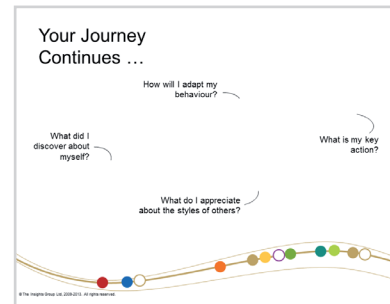 Your Journey
Continues …
How will I adapt my
behaviour?
What is my key
action?
What did I
discover about
myself?
What do I appreciate
about the styles of others?
© The Insights Group Ltd, 2008-2013. All rights reserved.